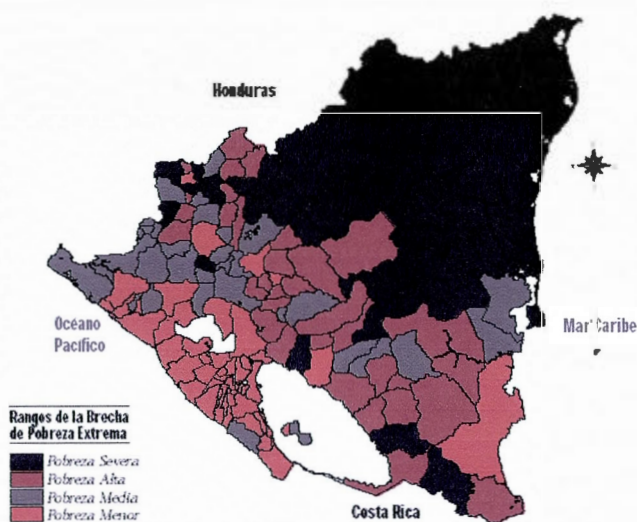 Honduras
Océano
Pacífico
Mar Caribe
Rangos de la Brecha
de Pobreza Extrema
Pobreza Severa
Pobreza Alta
Pobreza Media
Pobreza Menor
Costa Rica